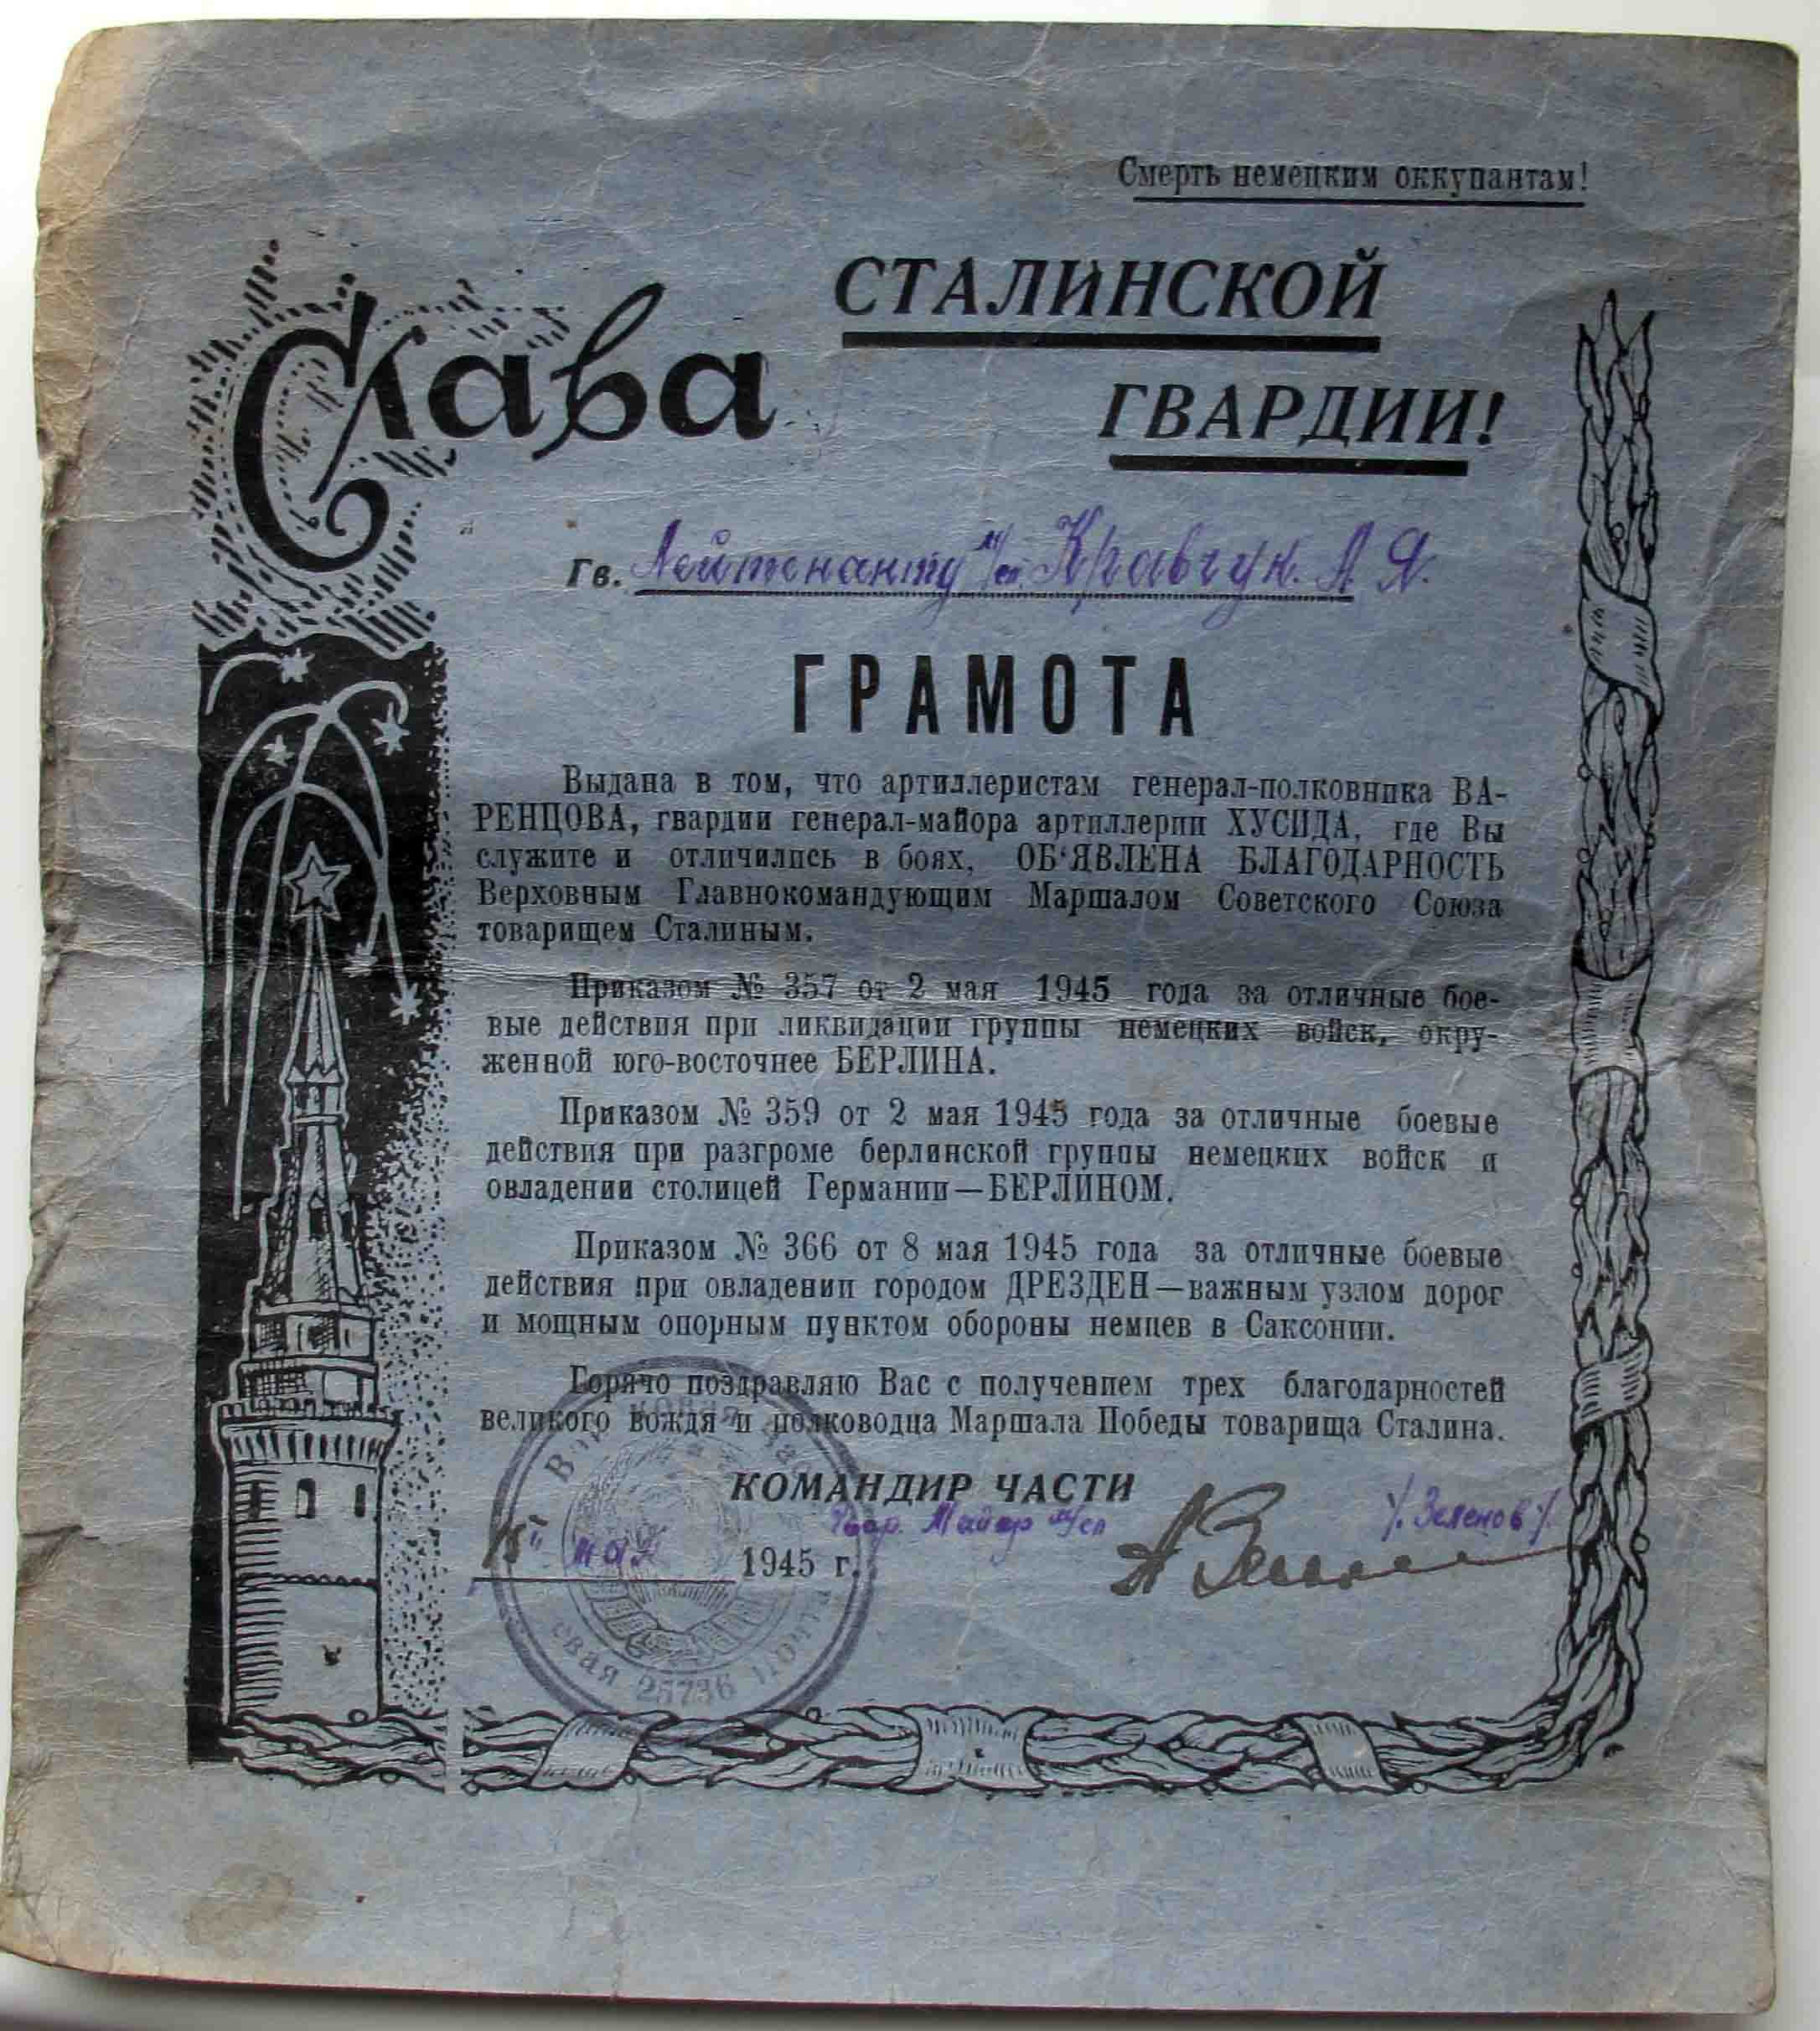 Смерть немецким оккупантам!
Слава СТАЛИНСКОЙ
ГВАРДИИ!
Гв. Лейтенанту м/сл. Кравчук. А. Я.
ГРАМОТА
Выдана в том, что артиллеристам генерал-полковника ВА-
РЕНЦОВА, гвардии генерал-майора артиллерии ХУСИДА, где Вы
служите и отличились в боях, ОБ‘ЯВЛЕНА БЛАГОДАРНОСТЬ
Верховным Главнокомандующим Маршалом Советского Союза
товарищем Сталиным.
Приказом № 357 от 2 мая 1945 года за отличные бое-
вые действия при ликвидации группы немецких войск, окру-
женной юго-восточнее БЕРЛИНА.
Приказом № 359 от 2 мая 1945 года за отличные боевые
действия при разгроме берлинской группы немецких войск и
овладении столицей Германии—БЕРЛИНОМ.
Приказом № 366 от 8 мая 1945 года за отличные боевые
действия при овладении городом ДРЕЗДЕН—важным узлом дорог
и мощным опорным пунктом обороны немцев в Саксонии.
Горячо поздравляю Вас с получением трех благодарностей
великого вождя и полководца Маршала Победы товарища Сталина.
КОМАНДИР ЧАСТИ
Майор м/сл /. Зеленов /.
15" мая 1945 г.
25736 почта